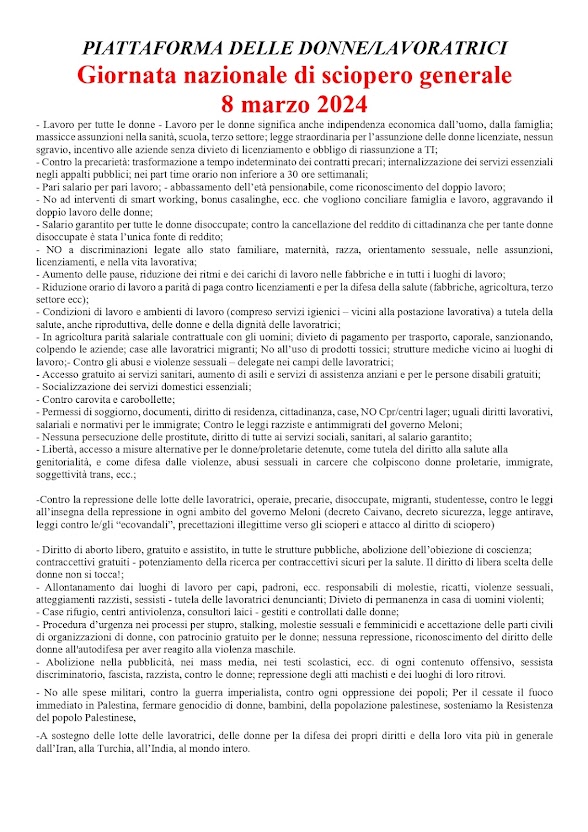 PIATTAFORMA DELLE DONNE/LAVORATRICI
Giornata nazionale di sciopero generale
8 marzo 2024
- Lavoro per tutte le donne - Lavoro per le donne significa anche indipendenza economica dall'uomo, dalla famiglia;
massicce assunzioni nella sanità, scuola, terzo settore; legge straordinaria per l'assunzione delle donne licenziate, nessun
sgravio, incentivo alle aziende senza divieto di licenziamento e obbligo di riassunzione a TI;
- Contro la precarietà: trasformazione a tempo indeterminato dei contratti precari; internalizzazione dei servizi essenziali
negli appalti pubblici; nei part time orario non inferiore a 30 ore settimanali;
- Pari salario per pari lavoro; - abbassamento dell'età pensionabile, come riconoscimento del doppio lavoro;
- No ad interventi di smart working, bonus casalinghe, ecc. che vogliono conciliare famiglia e lavoro, aggravando il
doppio lavoro delle donne;
- Salario garantito per tutte le donne disoccupate; contro la cancellazione del reddito di cittadinanza che per tante donne
disoccupate è stata l'unica fonte di reddito;
- NO a discriminazioni legate allo stato familiare, maternità, razza, orientamento sessuale, nelle assunzioni,
licenziamenti, e nella vita lavorativa;
- Aumento delle pause, riduzione dei ritmi e dei carichi di lavoro nelle fabbriche e in tutti i luoghi di lavoro;
- Riduzione orario di lavoro a parità di paga contro licenziamenti e per la difesa della salute (fabbriche, agricoltura, terzo
settore ecc);
- Condizioni di lavoro e ambienti di lavoro (compreso servizi igienici – vicini alla postazione lavorativa) a tutela della
salute, anche riproduttiva, delle donne e della dignità delle lavoratrici;
- In agricoltura parità salariale contrattuale con gli uomini; divieto di pagamento per trasporto, caporale, sanzionando,
colpendo le aziende; case alle lavoratrici migranti; No all'uso di prodotti tossici; strutture mediche vicino ai luoghi di
lavoro;- Contro gli abusi e violenze sessuali – delegate nei campi delle lavoratrici;
- Accesso gratuito ai servizi sanitari, aumento di asili e servizi di assistenza anziani e per le persone disabili gratuiti;
- Socializzazione dei servizi domestici essenziali;
- Contro carovita e carobollette;
- Permessi di soggiorno, documenti, diritto di residenza, cittadinanza, case, NO Cpr/centri lager; uguali diritti lavorativi,
salariali e normativi per le immigrate; Contro le leggi razziste e antimmigrati del governo Meloni;
- Nessuna persecuzione delle prostitute, diritto di tutte ai servizi sociali, sanitari, al salario garantito;
- Libertà, accesso a misure alternative per le donne/proletarie detenute, come tutela del diritto alla salute alla
genitorialità, e come difesa dalle violenze, abusi sessuali in carcere che colpiscono donne proletarie, immigrate,
soggettività trans, ecc.;
-Contro la repressione delle lotte delle lavoratrici, operaie, precarie, disoccupate, migranti, studentesse, contro le leggi
all'insegna della repressione in ogni ambito del governo Meloni (decreto Caivano, decreto sicurezza, legge antirave,
leggi contro le/gli "ecovandali", precettazioni illegittime verso gli scioperi e attacco al diritto di sciopero)
- Diritto di aborto libero, gratuito e assistito, in tutte le strutture pubbliche, abolizione dell'obiezione di coscienza;
contraccettivi gratuiti - potenziamento della ricerca per contraccettivi sicuri per la salute. Il diritto di libera scelta delle
donne non si tocca!;
- Allontanamento dai luoghi di lavoro per capi, padroni, ecc. responsabili di molestie, ricatti, violenze sessuali,
atteggiamenti razzisti, sessisti - tutela delle lavoratrici denuncianti; Divieto di permanenza in casa di uomini violenti;
- Case rifugio, centri antiviolenza, consultori laici - gestiti e controllati dalle donne;
- Procedura d'urgenza nei processi per stupro, stalking, molestie sessuali e femminicidi e accettazione delle parti civili
di organizzazioni di donne, con patrocinio gratuito per le donne; nessuna repressione, riconoscimento del diritto delle
donne all'autodifesa per aver reagito alla violenza maschile.
- Abolizione nella pubblicità, nei mass media, nei testi scolastici, ecc. di ogni contenuto offensivo, sessista
discriminatorio, fascista, razzista, contro le donne; repressione degli atti machisti e dei luoghi di loro ritrovi.
- No alle spese militari, contro la guerra imperialista, contro ogni oppressione dei popoli; Per il cessate il fuoco
immediato in Palestina, fermare genocidio di donne, bambini, della popolazione palestinese, sosteniamo la Resistenza
del popolo Palestinese,
-A sostegno delle lotte delle lavoratrici, delle donne per la difesa dei propri diritti e della loro vita più in generale
dall'Iran, alla Turchia, all'India, al mondo intero.